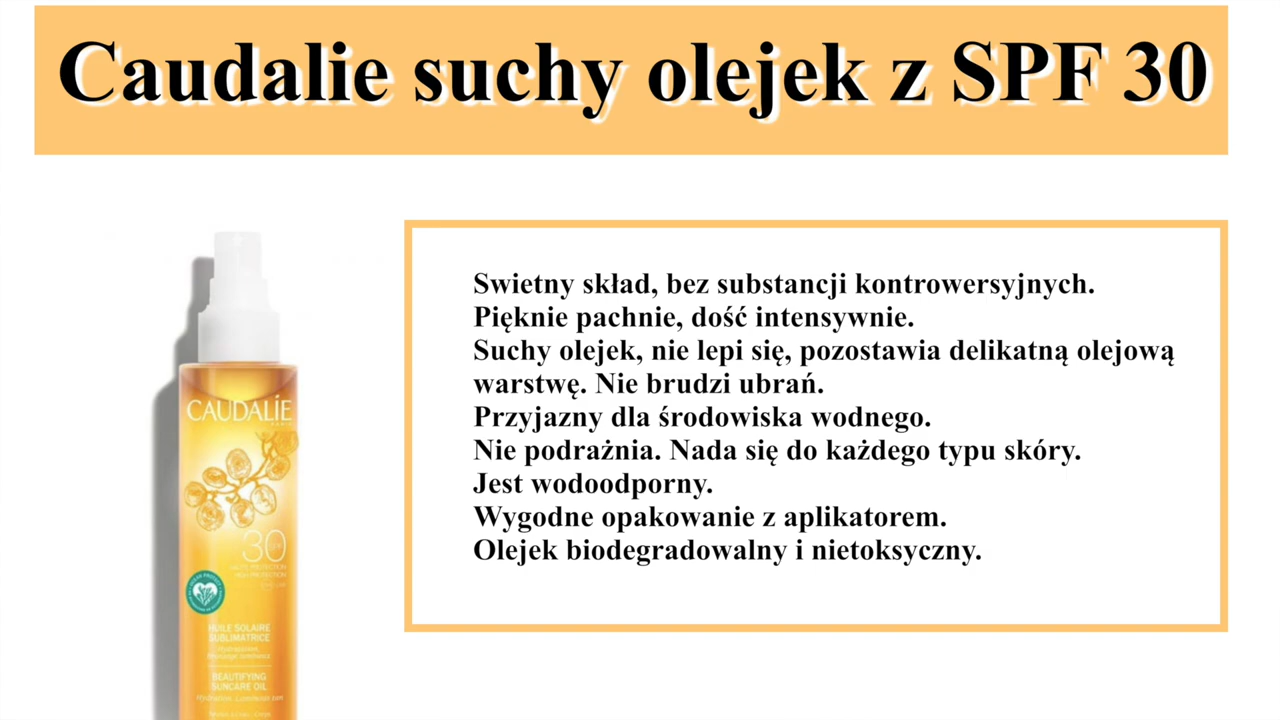 Caudalie suchy olejek z SPF 30
Swietny skład, bez substancji kontrowersyjnych.
Pięknie pachnie, dość intensywnie.
Suchy olejek, nie lepi się, pozostawia delikatną olejową
warstwę. Nie brudzi ubrań.
Przyjazny dla środowiska wodnego.
Nie podrażnia. Nada się do każdego typu skóry.
Jest wodoodporny.
Wygodne opakowanie z aplikatorem.
Olejek biodegradowalny i nietoksyczny.
CAUDALÍE
30
HUILE SOLAIRE
SUBLIMATRICE
BEAUTIFYING
SUNCARE OIL